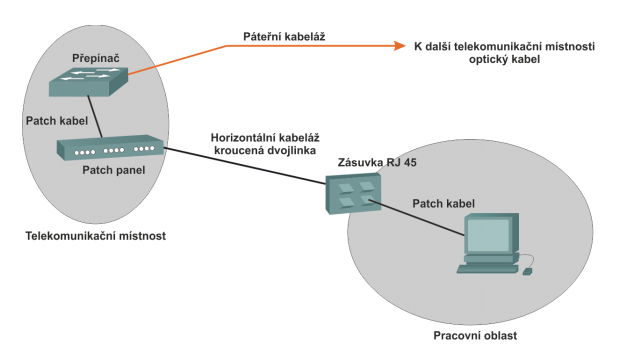 Páteřní kabeláž
K další telekomunikační místnosti
optický kabel
Přepínač
Patch kabel
Patch panel
Horizontální kabeláž
kroucená dvojlinka
Zásuvka RJ 45
Patch kabel
Telekomunikační místnost
Pracovní oblast